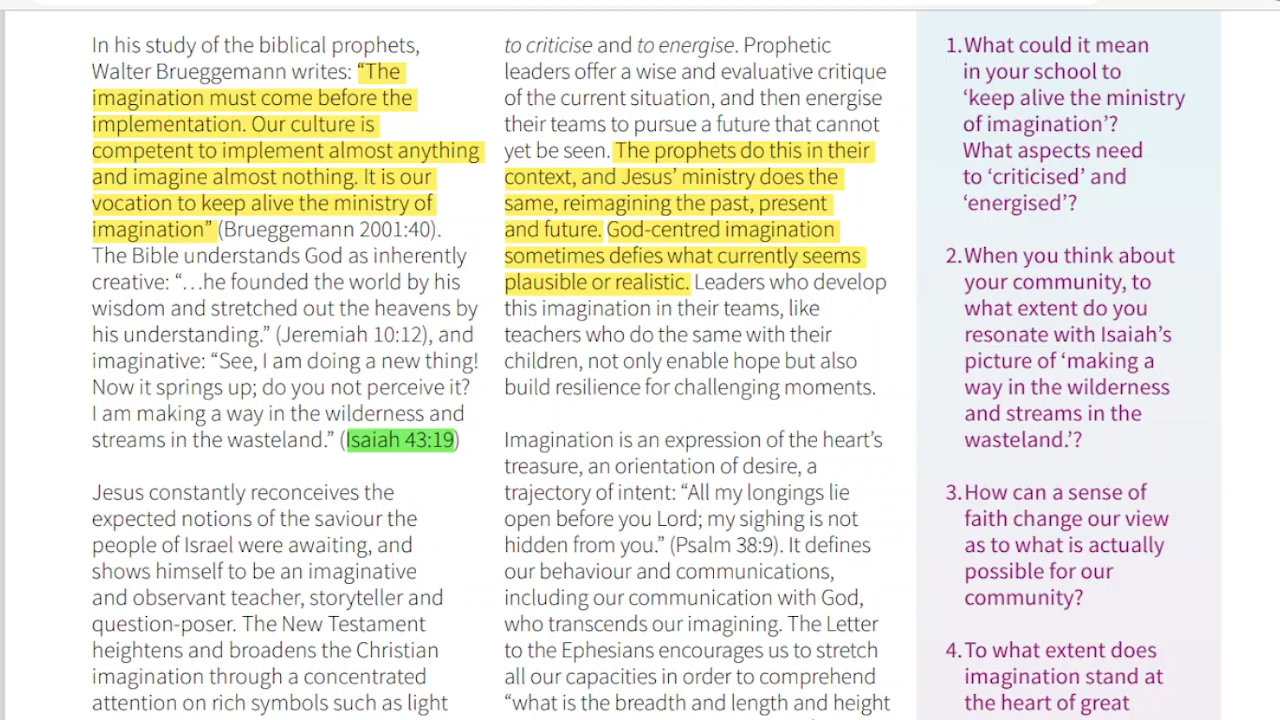 In his study of the biblical prophets,
Walter Brueggemann writes: “The
imagination must come before the
implementation. Our culture is
competent to implement almost anything
and imagine almost nothing. It is our
vocation to keep alive the ministry of
imagination” (Brueggemann 2001:40).
The Bible understands God as inherently
creative: “…he founded the world by his
wisdom and stretched out the heavens by
his understanding.” (Jeremiah 10:12), and
imaginative: “See, I am doing a new thing!
Now it springs up; do you not perceive it?
I am making a way in the wilderness and
streams in the wasteland.” (Isaiah 43:19)
Jesus constantly reconceives the
expected notions of the saviour the
people of Israel were awaiting, and
shows himself to be an imaginative
and observant teacher, storyteller and
question-poser. The New Testament
heightens and broadens the Christian
imagination through a concentrated
attention on rich symbols such as light
to criticise and to energise. Prophetic
leaders offer a wise and evaluative critique
of the current situation, and then energise
their teams to pursue a future that cannot
yet be seen. The prophets do this in their
context, and Jesus’ ministry does the
same, reimagining the past, present
and future. God-centred imagination
sometimes defies what currently seems
plausible or realistic. Leaders who develop
this imagination in their teams, like
teachers who do the same with their
children, not only enable hope but also
build resilience for challenging moments.
Imagination is an expression of the heart’s
treasure, an orientation of desire, a
trajectory of intent: “All my longings lie
open before you Lord; my sighing is not
hidden from you.” (Psalm 38:9). It defines
our behaviour and communications,
including our communication with God,
who transcends our imagining. The Letter
to the Ephesians encourages us to stretch
all our capacities in order to comprehend
“what is the breadth and length and height
1. What could it mean
in your school to
‘keep alive the ministry
of imagination’?
What aspects need
to ‘criticised’ and
‘energised’?
2. When you think about
your community, to
what extent do you
resonate with Isaiah’s
picture of ‘making a
way in the wilderness
and streams in the
wasteland.’?
3. How can a sense of
faith change our view
as to what is actually
possible for our
community?
4. To what extent does
imagination stand at
the heart of great